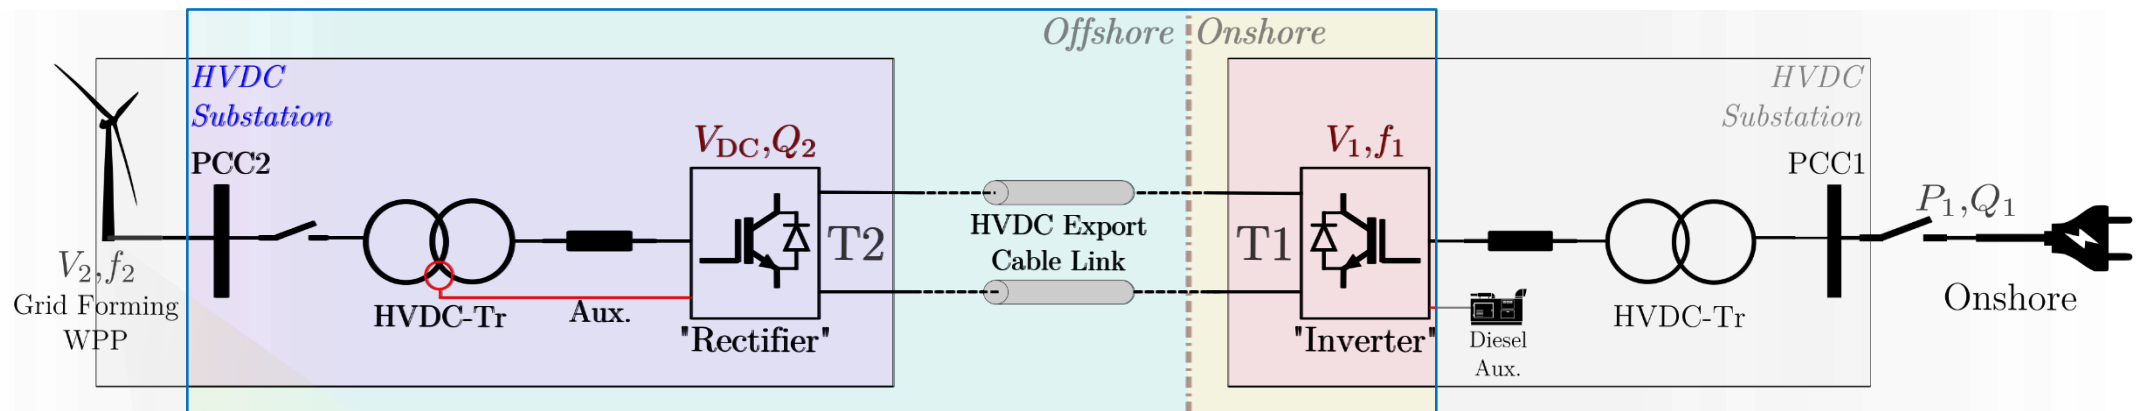 Offshore
Onshore
HVDC
Substation
HVDC
Substation
PCC2
V_DC,Q_2
V_1,f_1
PCC1
P_1,Q_1
T2
HVDC Export
Cable Link
T1
V_2,f_2
Grid Forming
WPP
HVDC-Tr
Aux.
"Rectifier"
"Inverter"
Diesel
Aux.
HVDC-Tr
Onshore